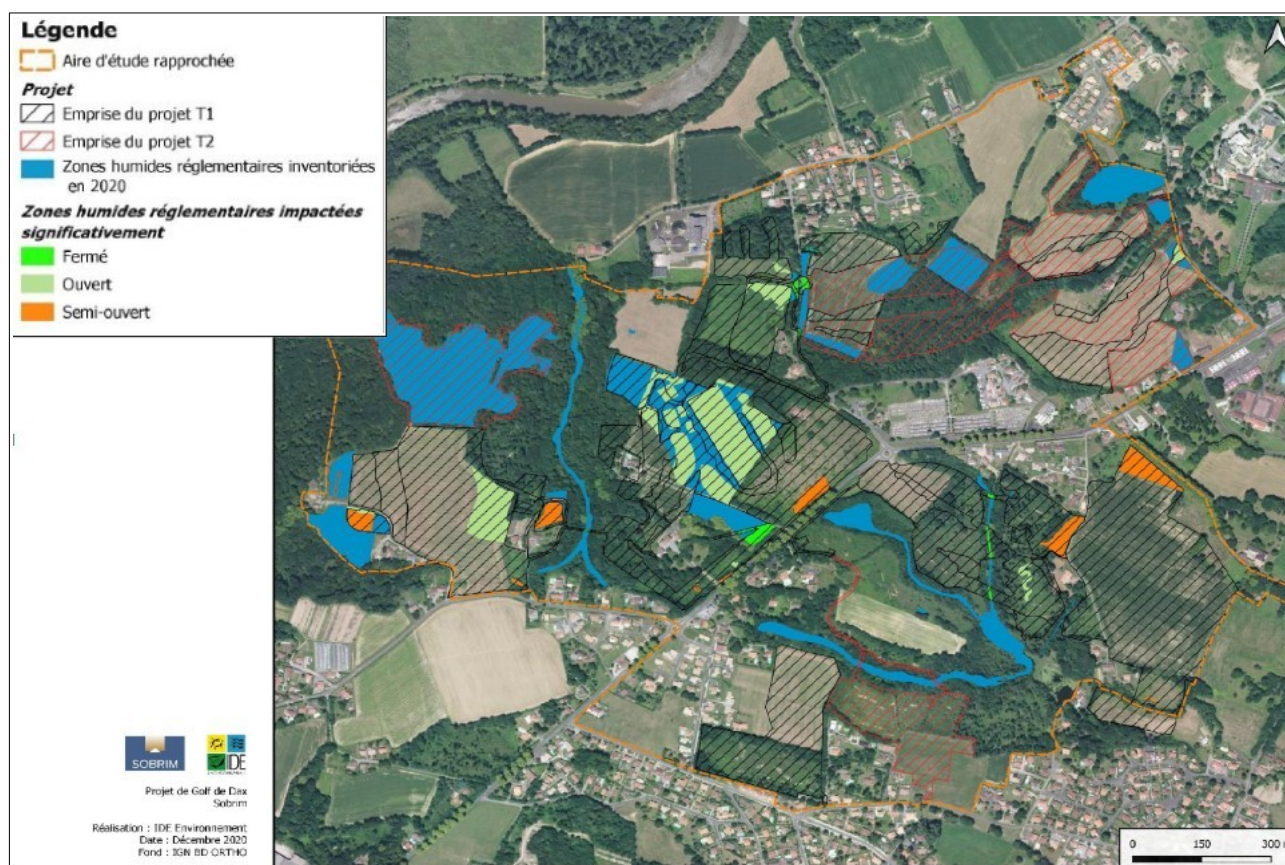 Légende
Aire d'étude rapprochée
Projet
Emprise du projet T1
Emprise du projet T2
Zones humides réglementaires inventoriées
en 2020
Zones humides réglementaires impactées
significativement
Fermé
Ouvert
Semi-ouvert
SOBRIM
IDE
Projet de Golf de Dax
Sobrim
Réalisation : IDE Environnement
Date : Décembre 2020
Fond : IGN BD ORTHO
0 150 300